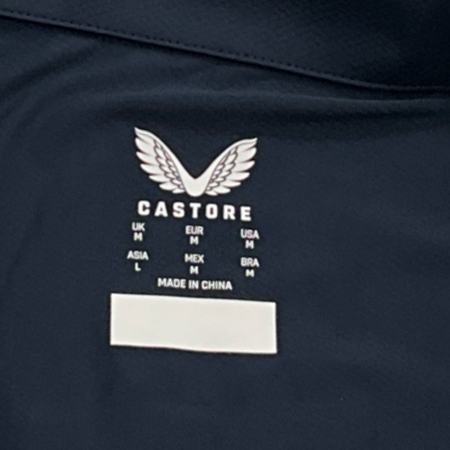 CASTORE
UK EUR USA
M M M
ASIA MEX BRA
L M M
MADE IN CHINA